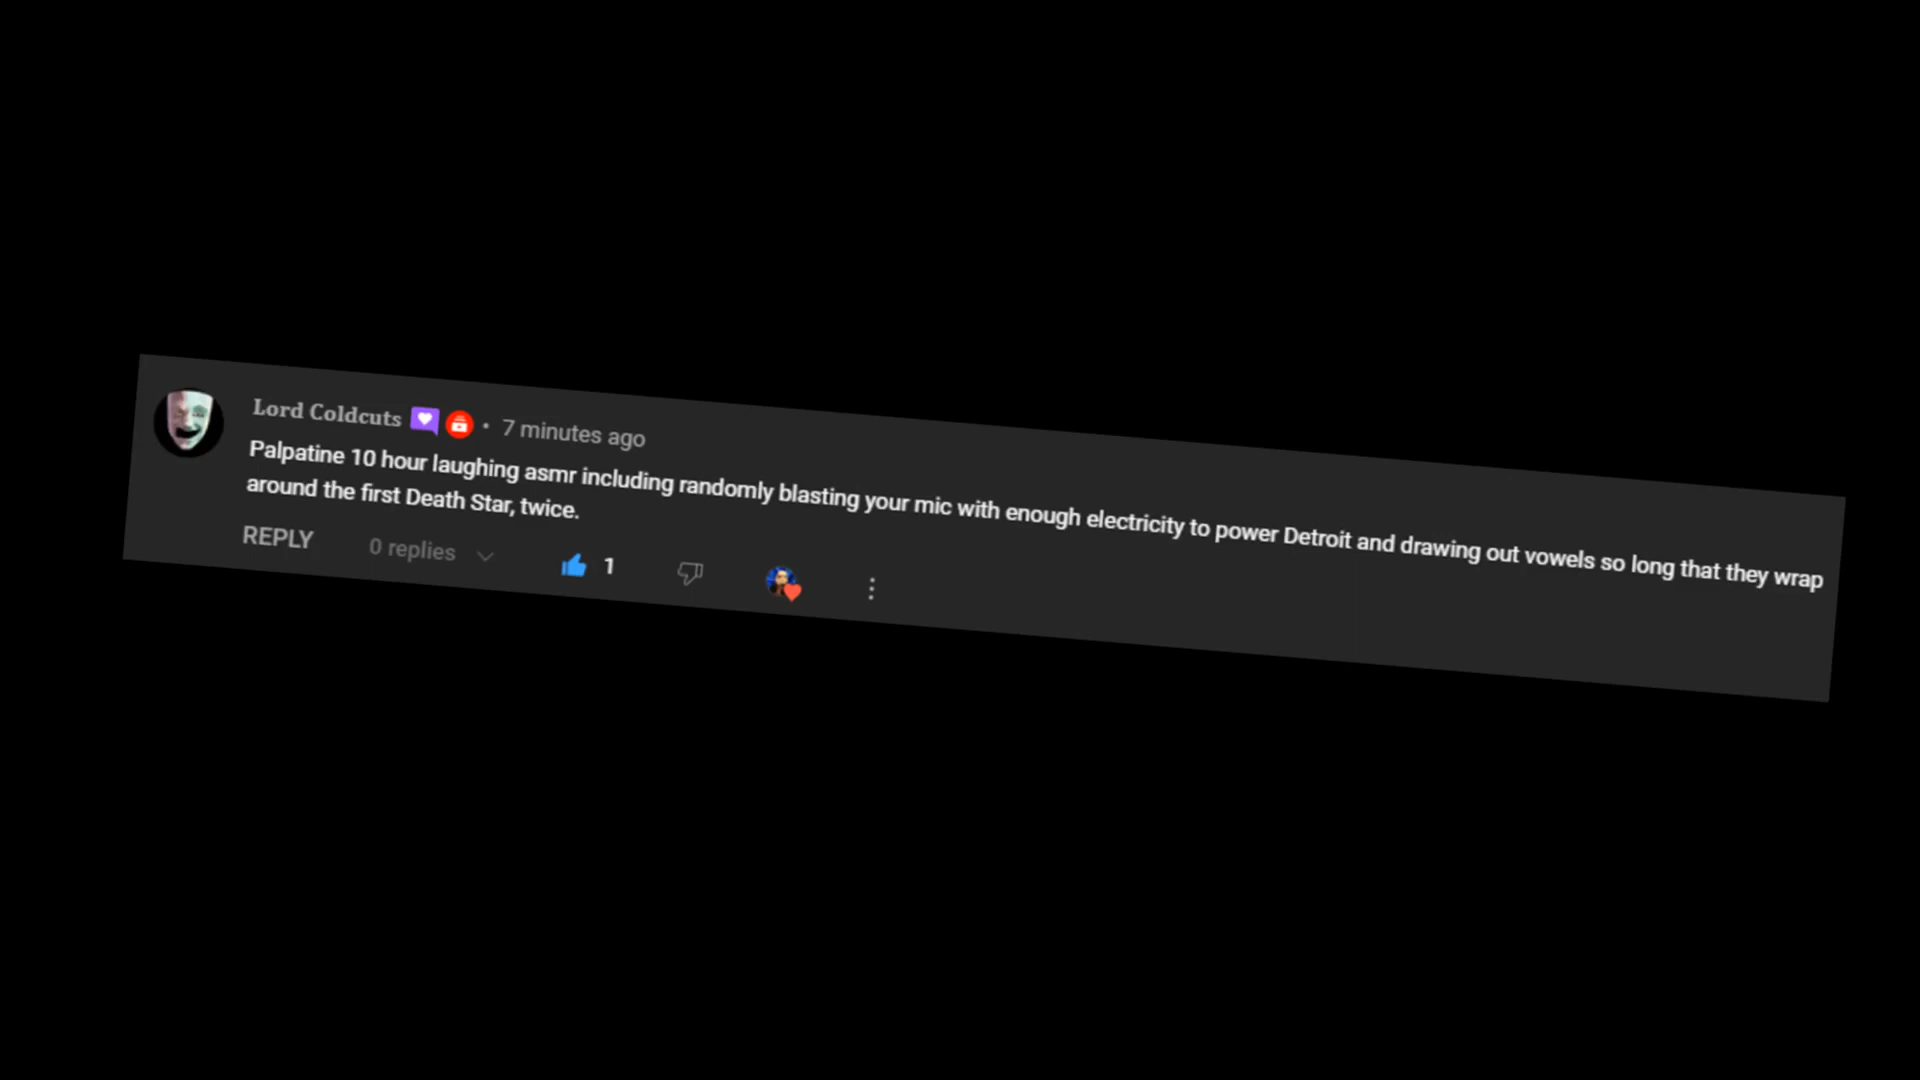 Lord Coldcuts • 7 minutes ago
Palpatine 10 hour laughing asmr including randomly blasting your mic with enough electricity to power Detroit and drawing out vowels so long that they wrap
around the first Death Star, twice.
REPLY 0 replies 1